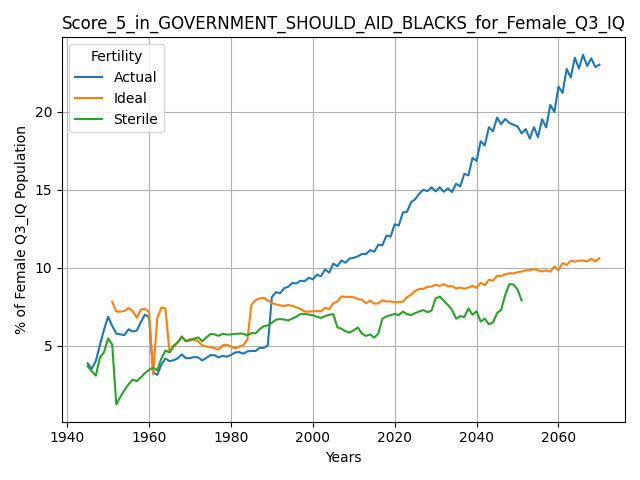 Score_5_in_GOVERNMENT_SHOULD_AID_BLACKS_for_Female_Q3_IQ
Fertility
Actual
Ideal
Sterile
% of Female Q3_IQ Population
20
15
10
5
1940 1960 1980 2000 2020 2040 2060
Years